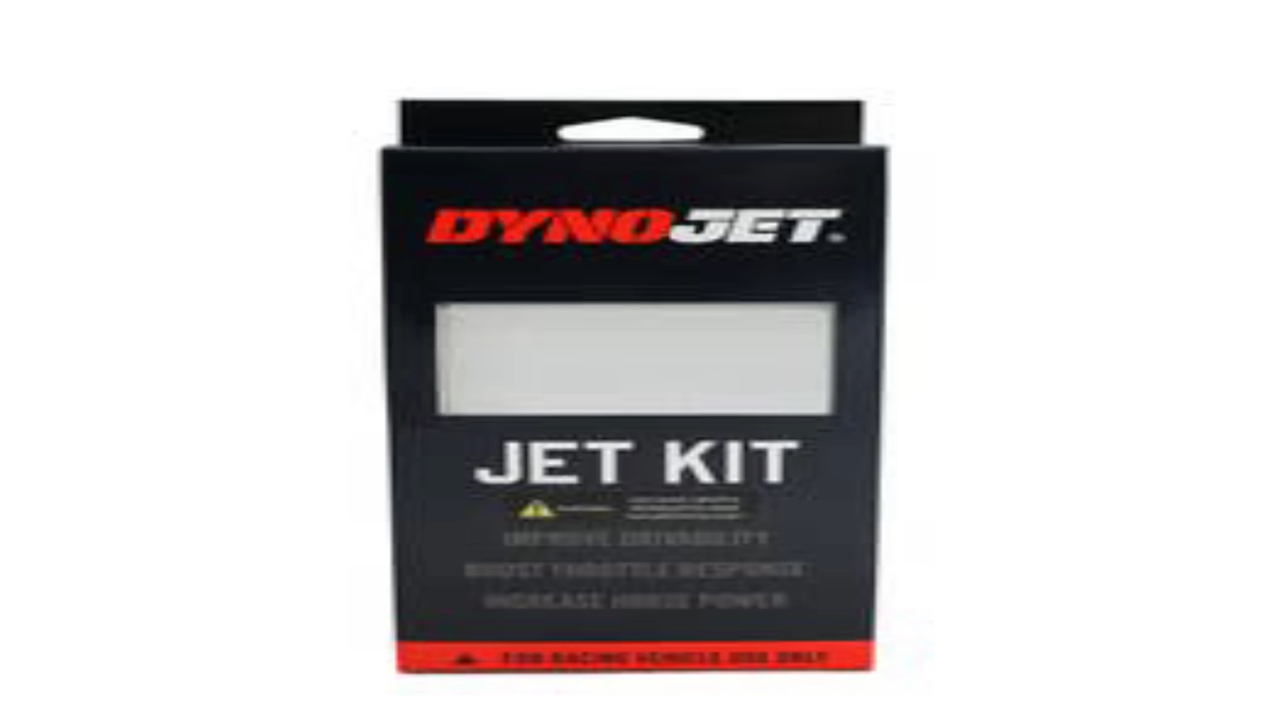 DYNOJET
JET KIT
IMPROVE DRIVABILITY
BOOST THROTTLE RESPONSE
INCREASE HORSE POWER
FOR RACING VEHICLE USE ONLY